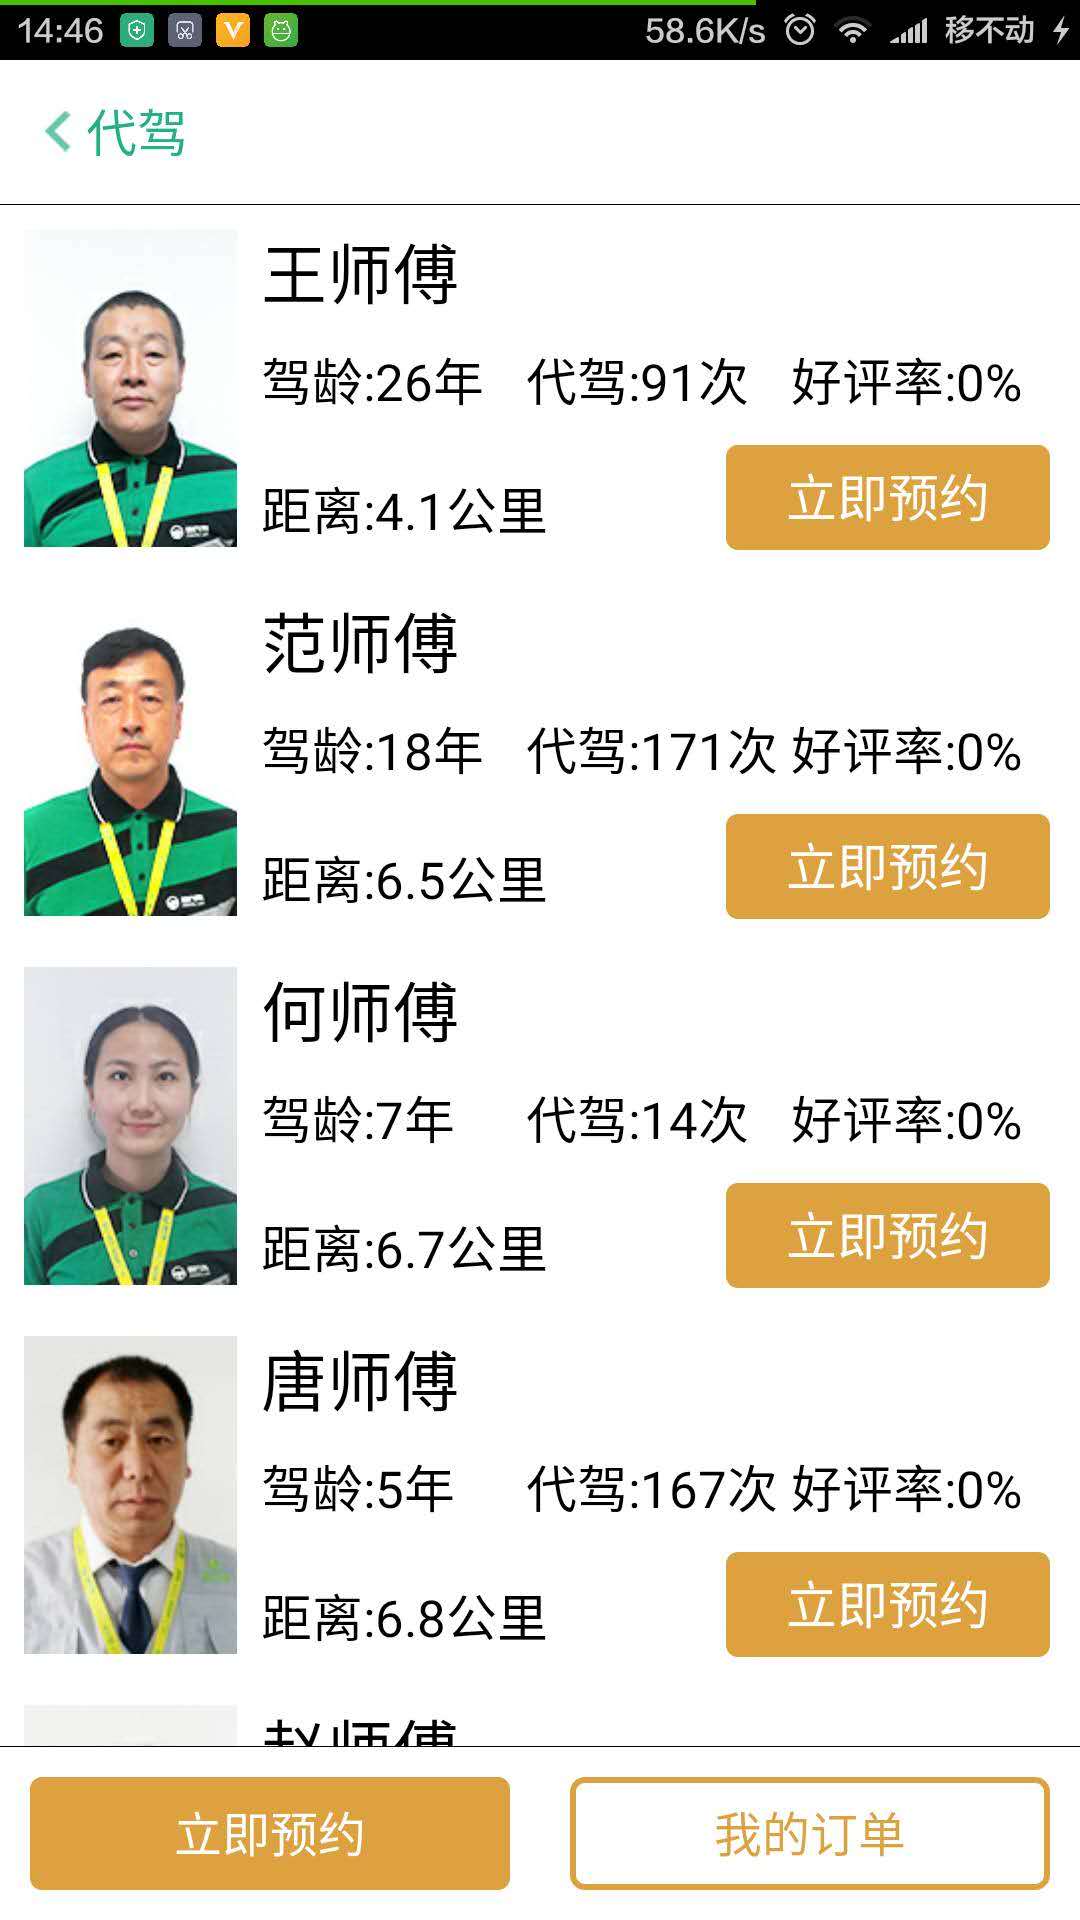 14:46 58.6K/s 移不动
代驾
王师傅
驾龄:26年 代驾:91次 好评率:0%
距离:4.1公里 立即预约
范师傅
驾龄:18年 代驾:171次 好评率:0%
距离:6.5公里 立即预约
何师傅
驾龄:7年 代驾:14次 好评率:0%
距离:6.7公里 立即预约
唐师傅
驾龄:5年 代驾:167次 好评率:0%
距离:6.8公里 立即预约
赵师傅
立即预约 我的订单